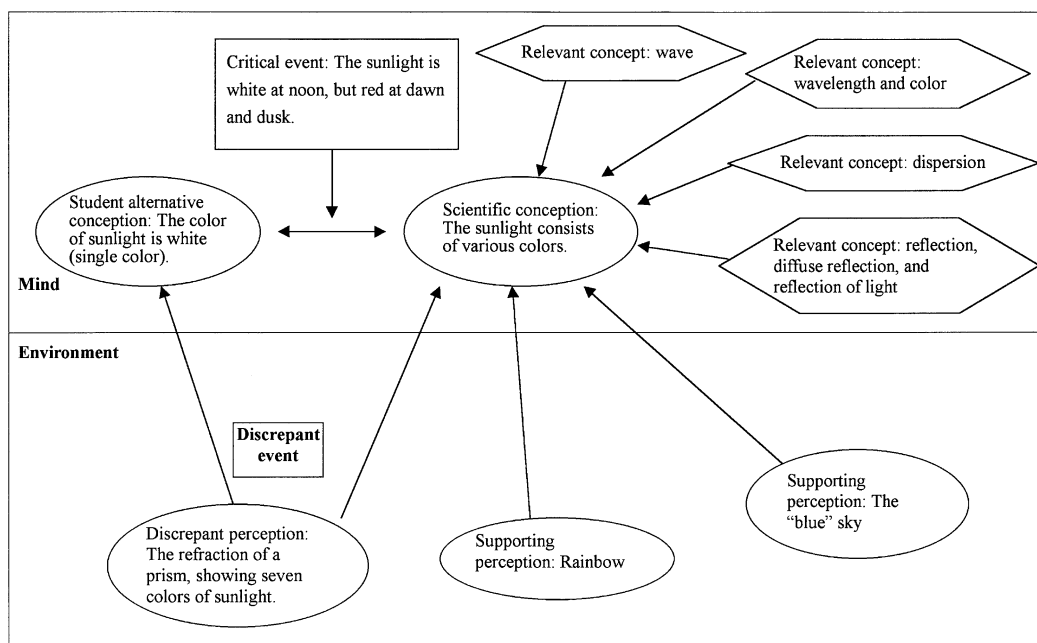 Critical event: The sunlight is
white at noon, but red at dawn
and dusk.
Relevant concept: wave
Relevant concept:
wavelength and color
Relevant concept: dispersion
Student alternative
conception: The color
of sunlight is white
(single color).
Scientific conception:
The sunlight consists
of various colors.
Relevant concept: reflection,
diffuse reflection, and
reflection of light
Mind
Environment
Discrepant
event
Discrepant perception:
The refraction of a
prism, showing seven
colors of sunlight.
Supporting
perception: Rainbow
Supporting
perception: The
“blue” sky